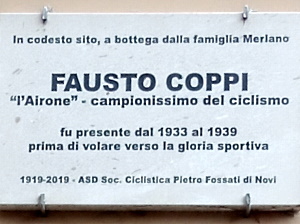 In codesto sito, a bottega dalla famiglia Merlano
FAUSTO COPPI
"l'Airone" - campionissimo del ciclismo
fu presente dal 1933 al 1939
prima di volare verso la gloria sportiva
1919-2019 - ASD Soc. Ciclistica Pietro Fossati di Novi